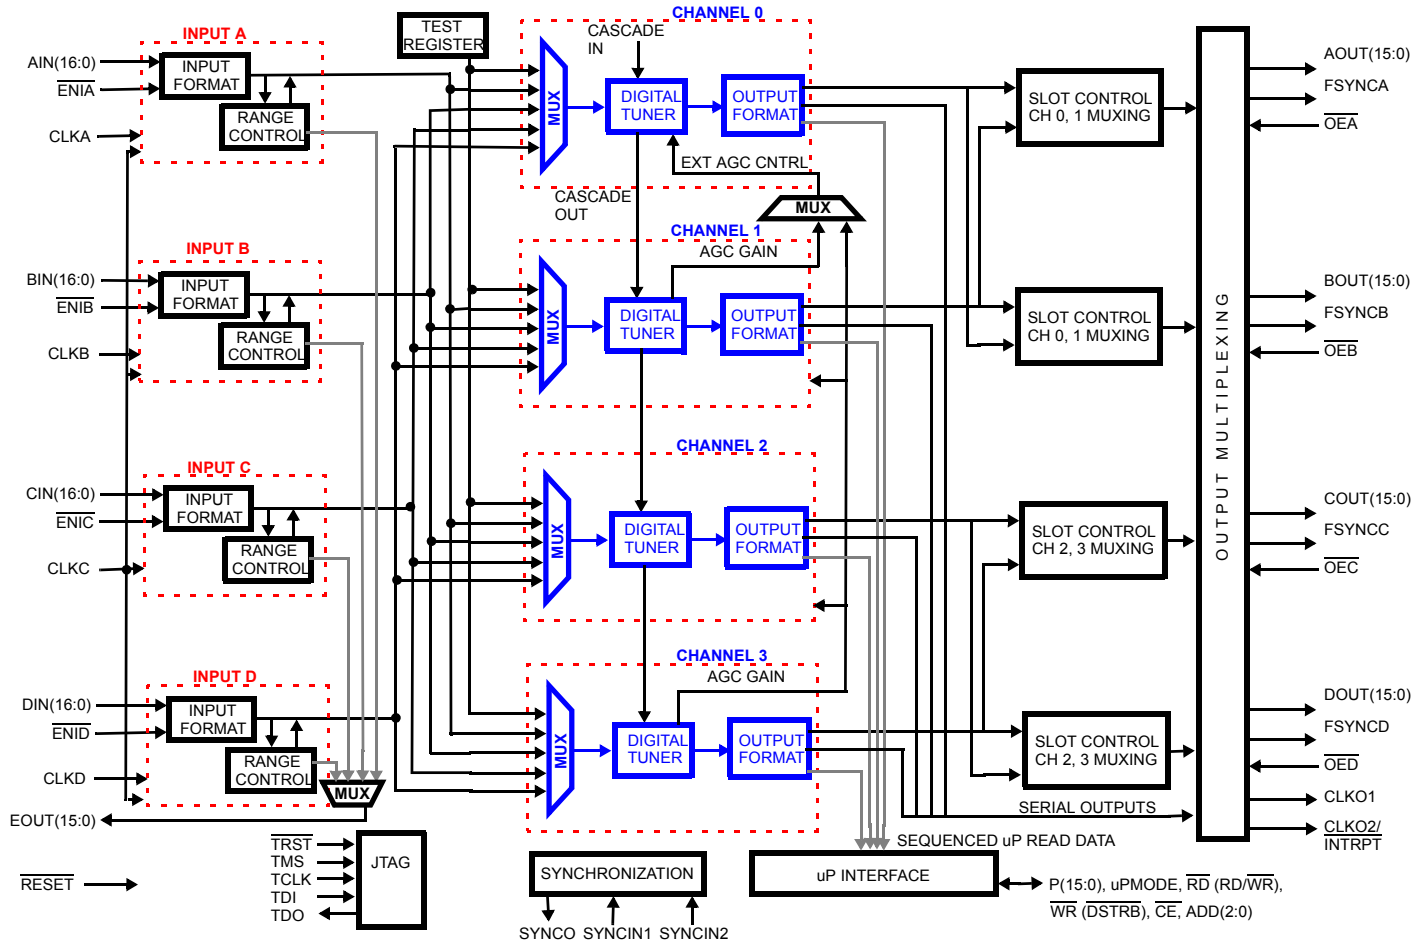 INPUT A
AIN(16:0)
ENIA
CLKA
INPUT
FORMAT
RANGE
CONTROL
INPUT B
BIN(16:0)
ENIB
CLKB
INPUT
FORMAT
RANGE
CONTROL
INPUT C
CIN(16:0)
ENIC
CLKC
INPUT
FORMAT
RANGE
CONTROL
INPUT D
DIN(16:0)
ENID
CLKD
INPUT
FORMAT
RANGE
CONTROL
MUX
EOUT(15:0)
RESET
TRST
TMS
TCLK
TDI
TDO
JTAG
TEST
REGISTER
CHANNEL 0
CASCADE
IN
MUX
DIGITAL
TUNER
OUTPUT
FORMAT
EXT AGC CNTRL
CASCADE
OUT
MUX
CHANNEL 1
AGC GAIN
MUX
DIGITAL
TUNER
OUTPUT
FORMAT
CHANNEL 2
MUX
DIGITAL
TUNER
OUTPUT
FORMAT
CHANNEL 3
AGC GAIN
MUX
DIGITAL
TUNER
OUTPUT
FORMAT
SLOT CONTROL
CH 0, 1 MUXING
SLOT CONTROL
CH 0, 1 MUXING
SLOT CONTROL
CH 2, 3 MUXING
SLOT CONTROL
CH 2, 3 MUXING
SERIAL OUTPUTS
SEQUENCED uP READ DATA
OUTPUT MULTIPLEXING
AOUT(15:0)
FSYNCA
OEA
BOUT(15:0)
FSYNCB
OEB
COUT(15:0)
FSYNCC
OEC
DOUT(15:0)
FSYNCD
OED
CLKO1
CLKO2/
INTRPT
SYNCHRONIZATION
SYNCO SYNCIN1 SYNCIN2
uP INTERFACE
P(15:0), uPMODE, RD (RD/WR),
WR (DSTRB), CE, ADD(2:0)